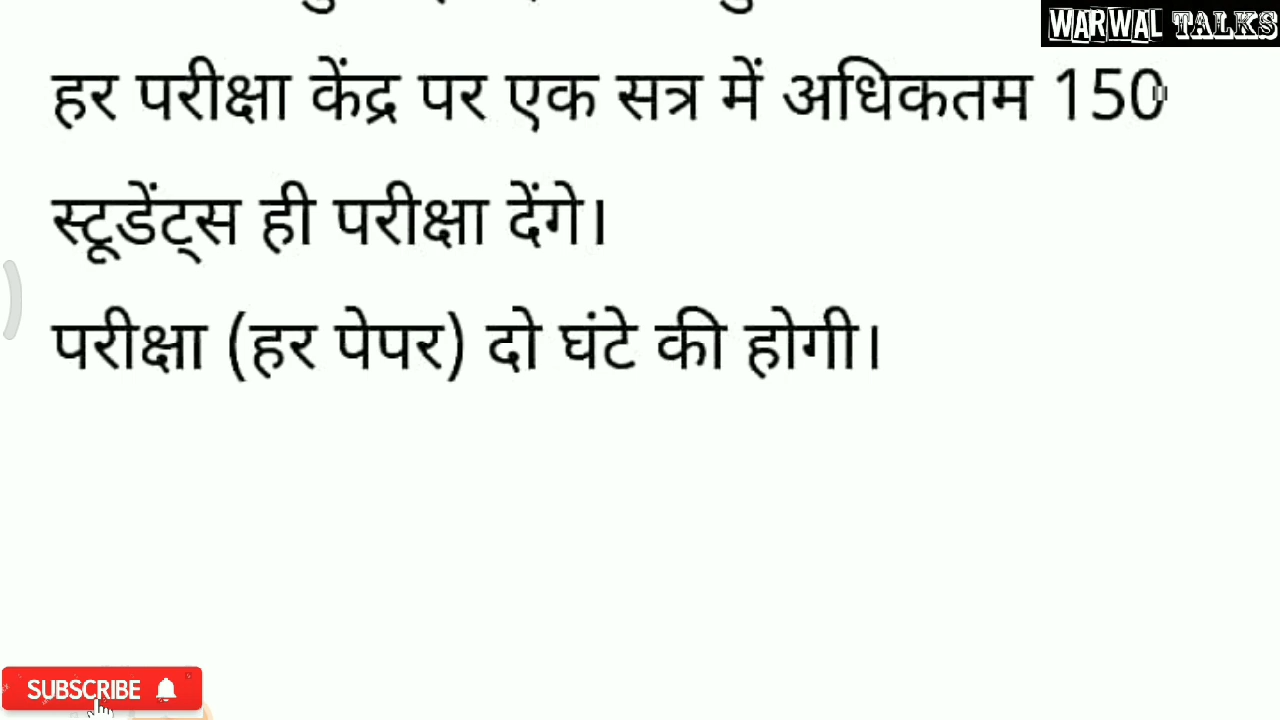 WARWAL TALKS
हर परीक्षा केंद्र पर एक सत्र में अधिकतम 150
स्टूडेंट्स ही परीक्षा देंगे।
परीक्षा (हर पेपर) दो घंटे की होगी।
SUBSCRIBE